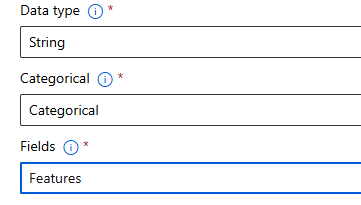 Data type *
String
Categorical *
Categorical
Fields *
Features